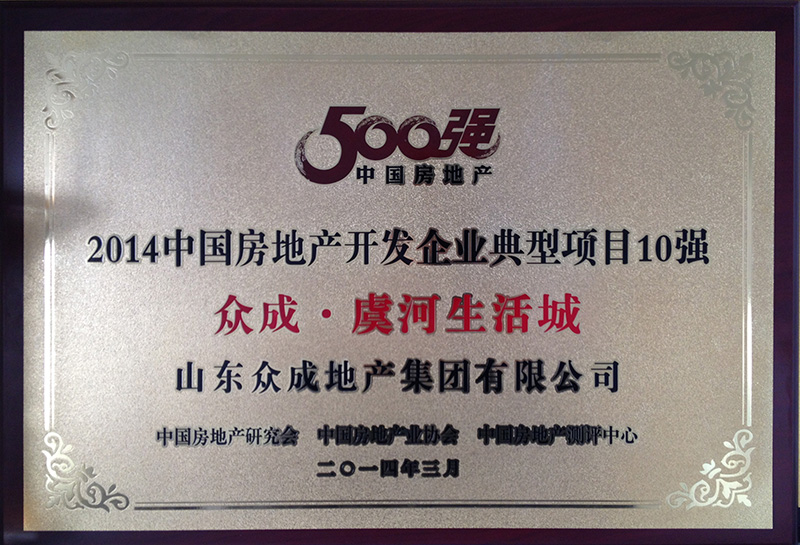 500强
中国房地产
2014中国房地产开发企业典型项目10强
众成·虞河生活城
山东众成地产集团有限公司
中国房地产研究会 中国房地产业协会 中国房地产测评中心
二〇一四年三月